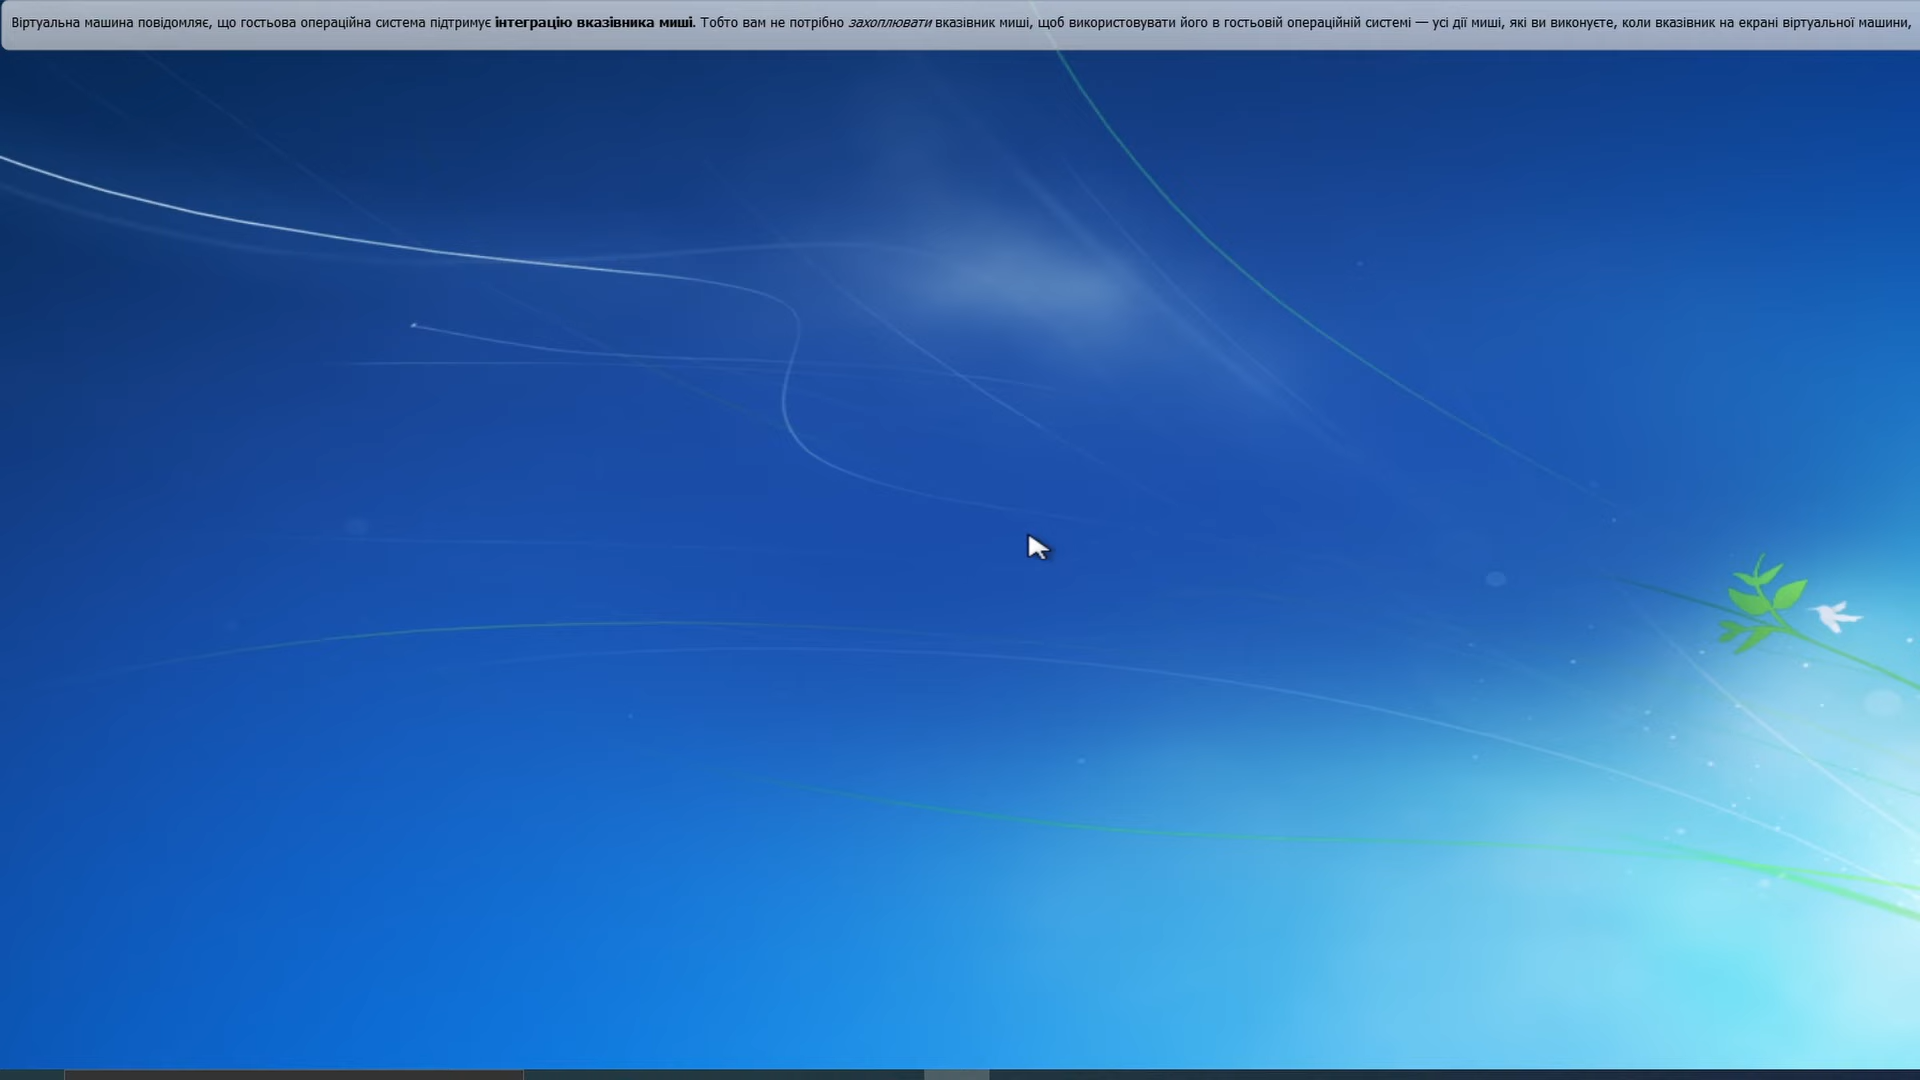 Віртуальна машина повідомляє, що гостьова операційна система підтримує інтеграцію вказівника миші. Тобто вам не потрібно захоплювати вказівник миші, щоб використовувати його в гостьовій операційній системі — усі дії миші, які ви виконуєте, коли вказівник на екрані віртуальної машини,